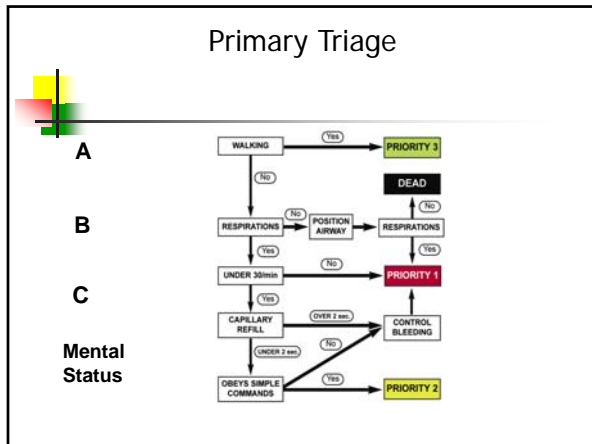 Primary Triage
A
WALKING
Yes
PRIORITY 3
No
DEAD
No
B
RESPIRATIONS
No
POSITION
AIRWAY
RESPIRATIONS
Yes
Yes
UNDER 30/min
No
PRIORITY 1
C
Yes
CAPILLARY
REFILL
OVER 2 sec.
CONTROL
BLEEDING
No
Mental
Status
UNDER 2 sec.
OBEYS SIMPLE
COMMANDS
Yes
PRIORITY 2